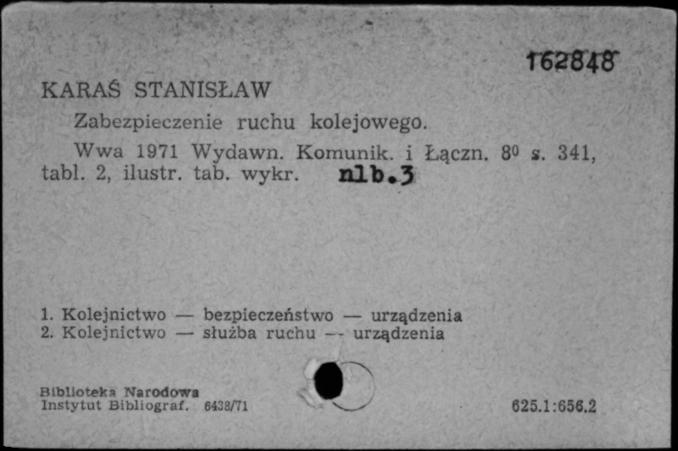 162848
KARAŚ STANISŁAW
Zabezpieczenie ruchu kolejowego.
Wwa 1971 Wydawn. Komunik. i Łączn. 8⁰ s. 341,
tabl. 2, ilustr. tab. wykr. nlb.3
1. Kolejnictwo — bezpieczeństwo — urządzenia
2. Kolejnictwo — służba ruchu — urządzenia
Biblioteka Narodowa
Instytut Bibliograf. 6438/71
625.1:656.2